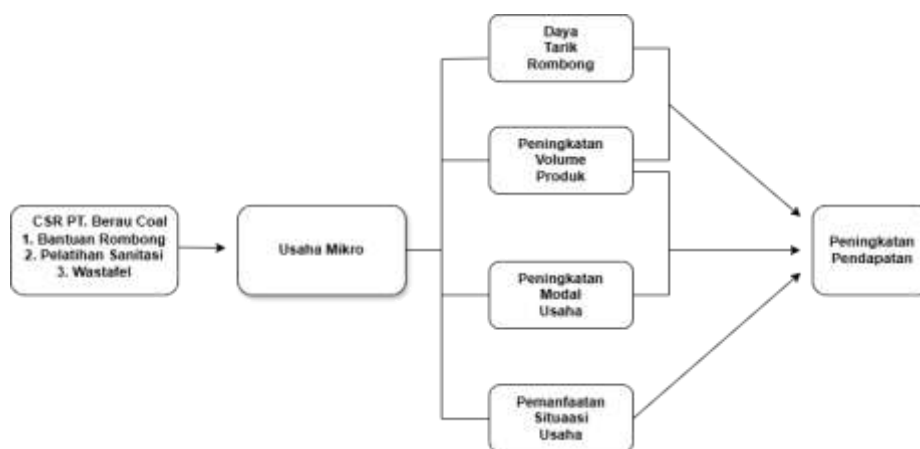 CSR PT. Berau Coal
1. Bantuan Rombong
2. Pelatihan Sanitasi
3. Wastafel
Usaha Mikro
Daya
Tarik
Rombong
Peningkatan
Volume
Produk
Peningkatan
Modal
Usaha
Pemanfaatan
Situaasi
Usaha
Peningkatan
Pendapatan